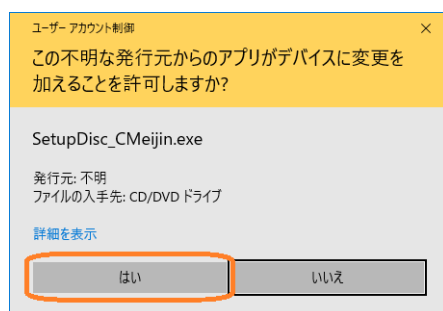 ユーザー アカウント制御
この不明な発行元からのアプリがデバイスに変更を
加えることを許可しますか?
SetupDisc_CMeijin.exe
発行元: 不明
ファイルの入手先: CD/DVD ドライブ
詳細を表示
はい
いいえ